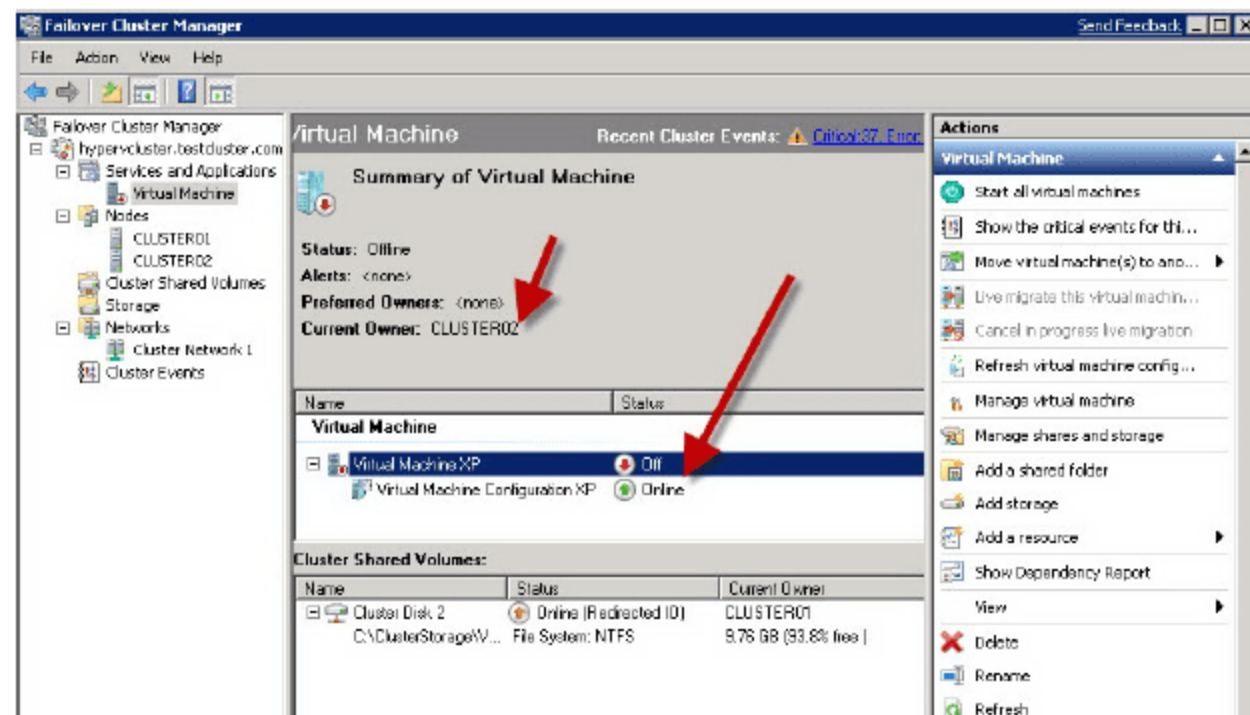 Failover Cluster Manager
Send Feedback
File Action View Help
Failover Cluster Manager
hypervcluster.testcluster.com
Services and Applications
Virtual Machine
Nodes
CLUSTER01
CLUSTER02
Cluster Shared Volumes
Storage
Networks
Cluster Network 1
Cluster Events
Virtual Machine
Recent Cluster Events: Critical:37, Error:
Summary of Virtual Machine
Status: Offline
Alerts: <none>
Preferred Owners: <none>
Current Owner: CLUSTER02
Name Status
Virtual Machine
Virtual Machine XP Off
Virtual Machine Configuration XP Online
Cluster Shared Volumes:
Name Status Current Owner
Cluster Disk 2 Online (Redirected IO) CLUSTER01
C:\ClusterStorage\V... File System: NTFS 9.76 GB (93.8% free )
Actions
Virtual Machine
Start all virtual machines
Show the critical events for thi...
Move virtual machine(s) to ano...
Live migrate this virtual machin...
Cancel in progress live migration
Refresh virtual machine config...
Manage virtual machine
Manage shares and storage
Add a shared folder
Add storage
Add a resource
Show Dependency Report
View
Delete
Rename
Refresh